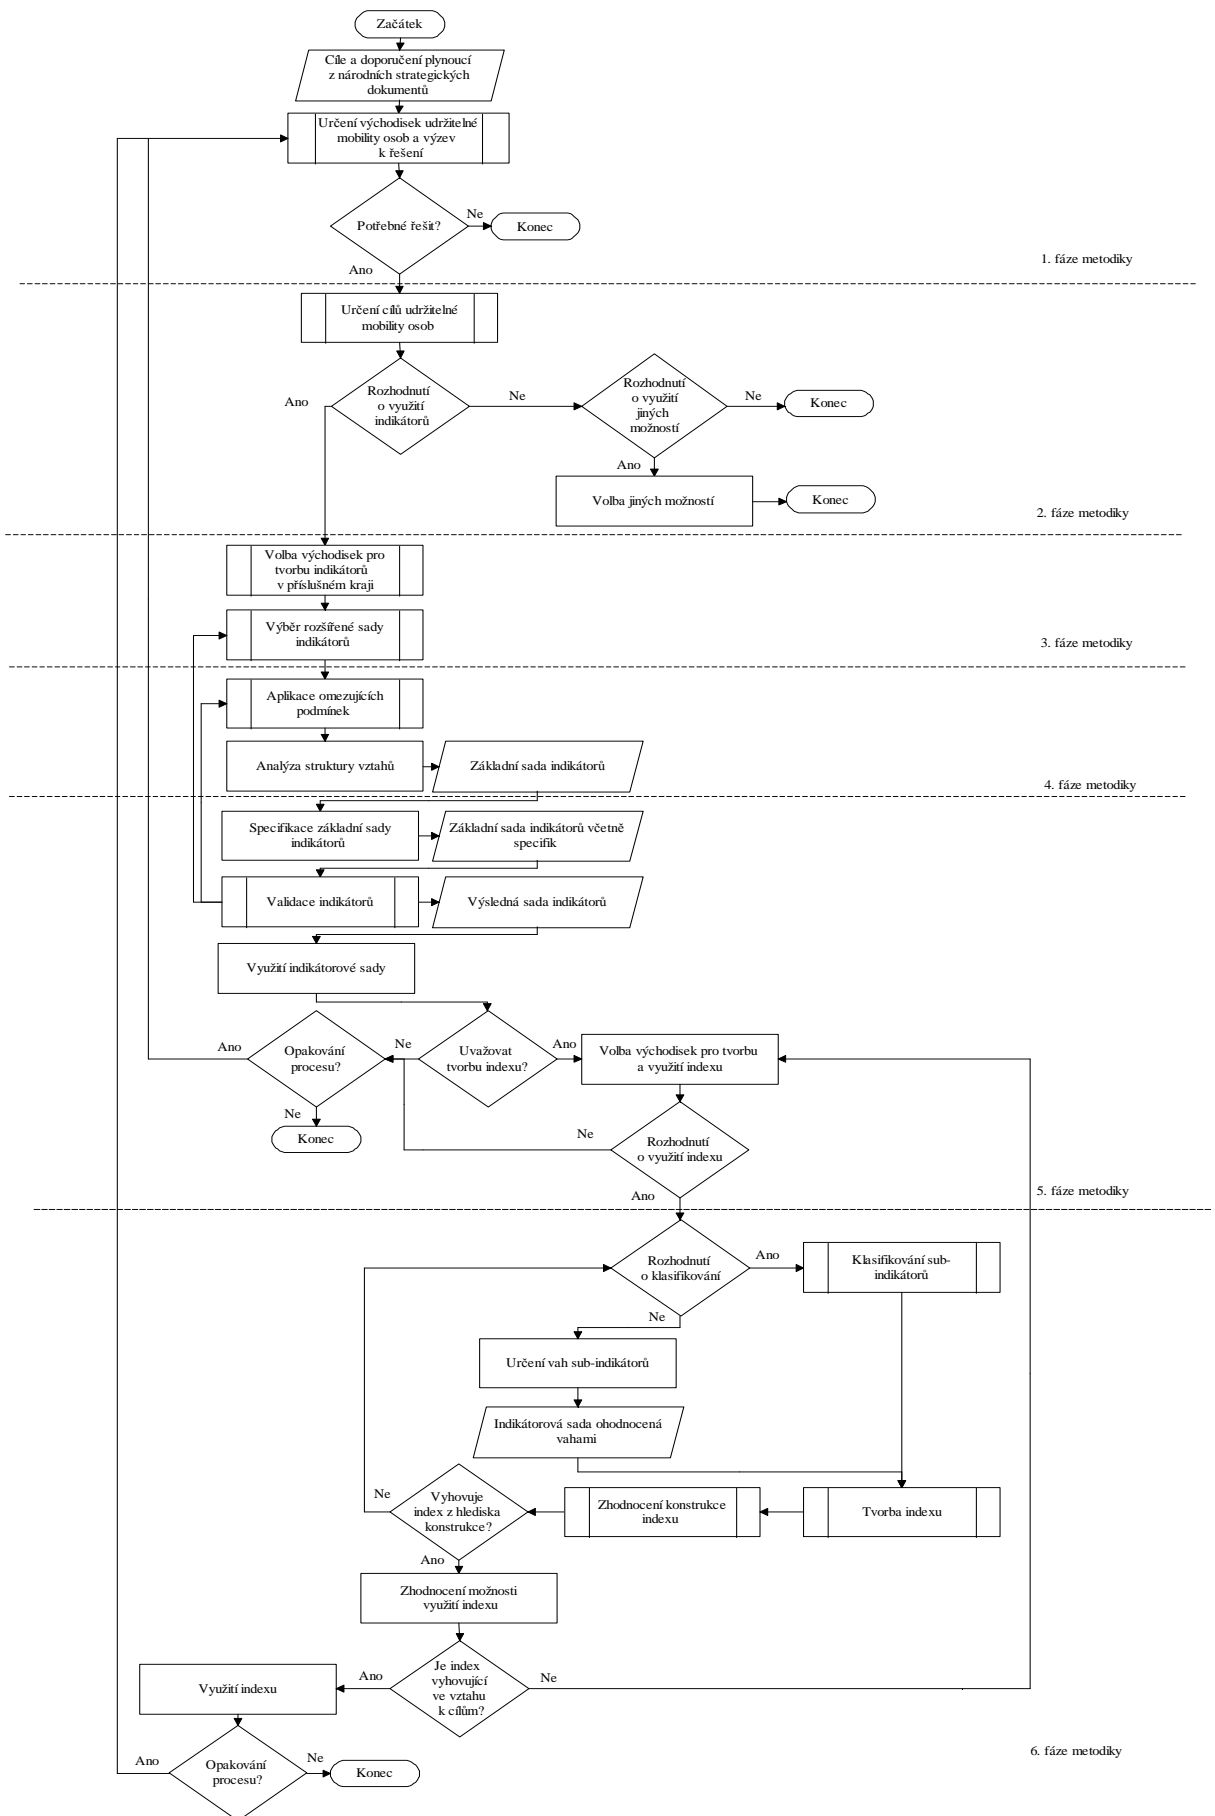 Začátek
Cíle a doporučení plynoucí
z národních strategických
dokumentů
Určení východisek udržitelné
mobility osob a výzev
k řešení
Potřebné řešit?
Ne
Konec
Ano
1. fáze metodiky
Určení cílů udržitelné
mobility osob
Ano
Rozhodnutí
o využití
indikátorů
Ne
Rozhodnutí
o využití
jiných
možností
Ne
Konec
Ano
Volba jiných možností
Konec
2. fáze metodiky
Volba východisek pro
tvorbu indikátorů
v příslušném kraji
Výběr rozšířené sady
indikátorů
3. fáze metodiky
Aplikace omezujících
podmínek
Analýza struktury vztahů
Základní sada indikátorů
4. fáze metodiky
Specifikace základní sady
indikátorů
Základní sada indikátorů včetně
specifik
Validace indikátorů
Výsledná sada indikátorů
Využití indikátorové sady
Ano
Opakování
procesu?
Ne
Uvažovat
tvorbu indexu?
Ano
Volba východisek pro tvorbu
a využití indexu
Ne
Konec
Ne
Rozhodnutí
o využití indexu
Ano
5. fáze metodiky
Rozhodnutí
o klasifikování
Ano
Klasifikování sub-
indikátorů
Ne
Určení vah sub-indikátorů
Indikátorová sada ohodnocená
vahami
Ne
Vyhovuje
index z hlediska
konstrukce?
Zhodnocení konstrukce
indexu
Tvorba indexu
Ano
Zhodnocení možnosti
využití indexu
Využití indexu
Ano
Je index
vyhovující
ve vztahu
k cílům?
Ne
Ano
Opakování
procesu?
Ne
Konec
6. fáze metodiky